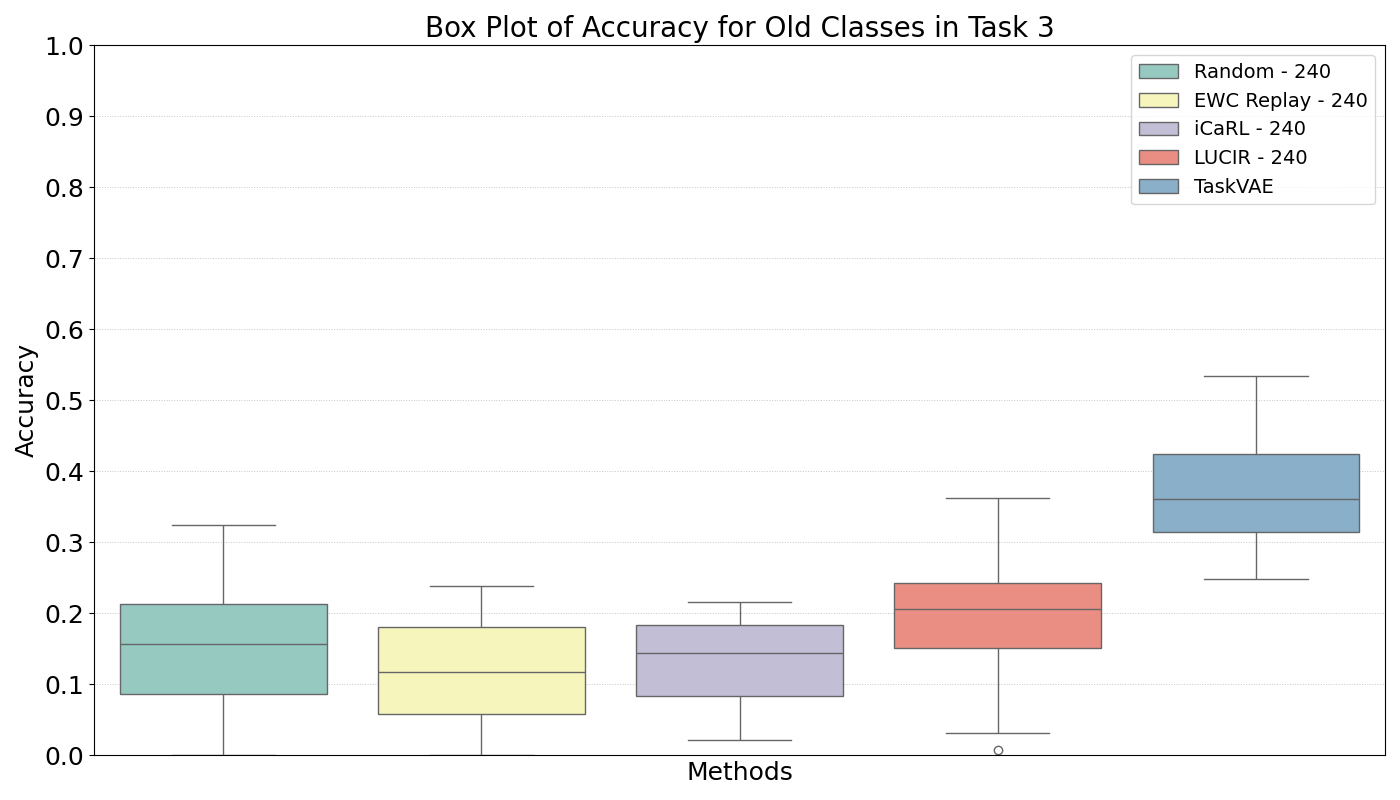 Box Plot of Accuracy for Old Classes in Task 3
1.0
0.9
0.8
0.7
0.6
0.5
0.4
0.3
0.2
0.1
0.0
Accuracy
Methods
Random - 240
EWC Replay - 240
iCaRL - 240
LUCIR - 240
TaskVAE